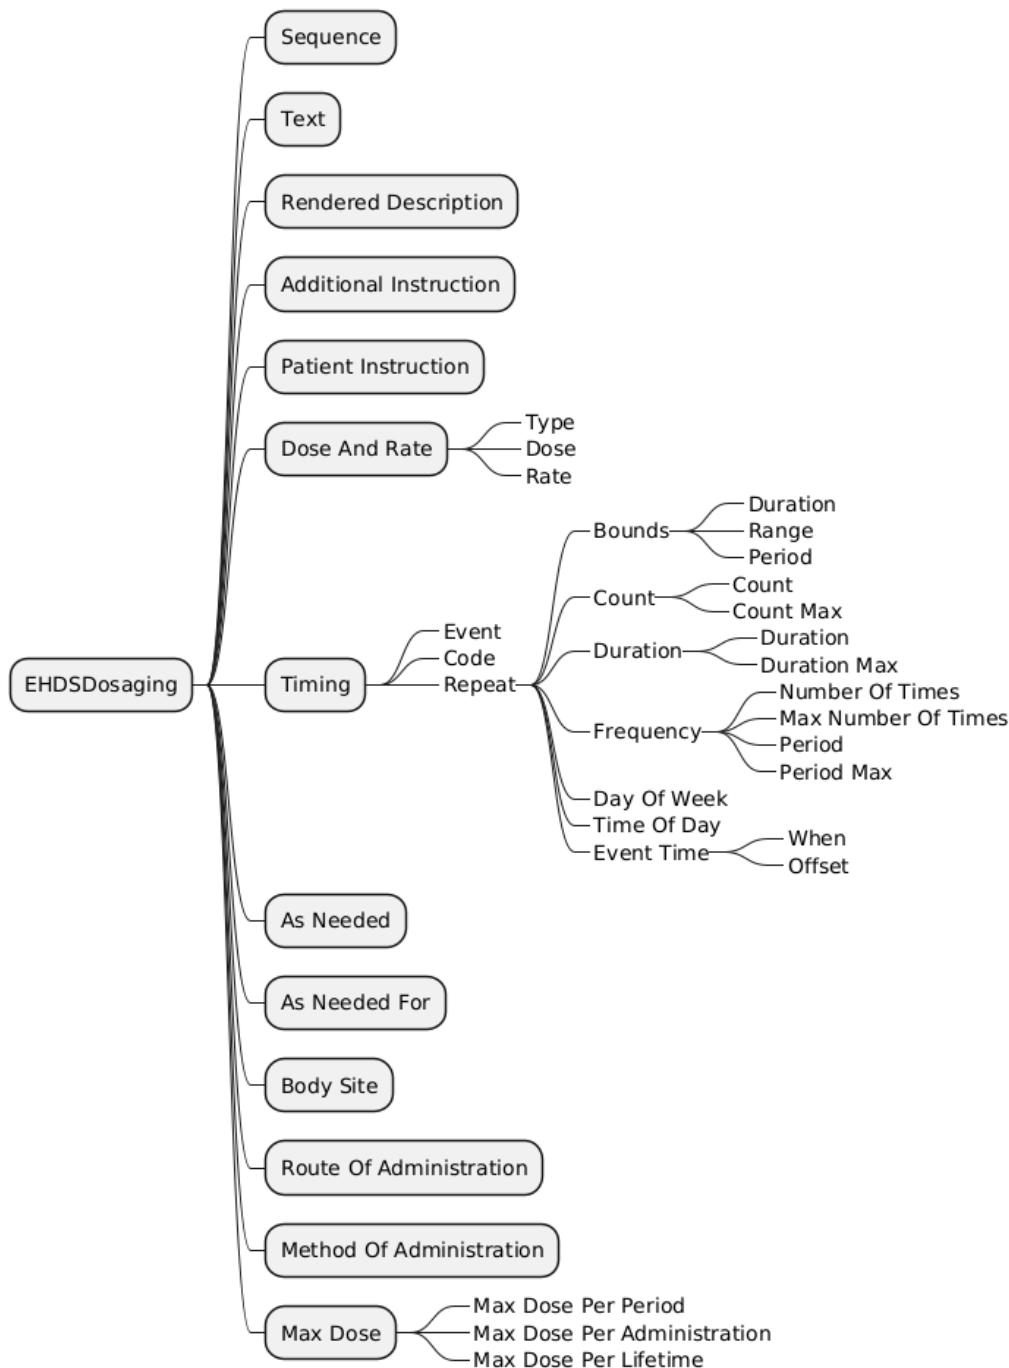 Sequence
Text
Rendered Description
Additional Instruction
Patient Instruction
Dose And Rate
Type
Dose
Rate
EHDSDosaging
Timing
Event
Code
Repeat
Bounds
Duration
Range
Period
Count
Count
Count Max
Duration
Duration
Duration Max
Frequency
Number Of Times
Max Number Of Times
Period
Period Max
Day Of Week
Time Of Day
Event Time
When
Offset
As Needed
As Needed For
Body Site
Route Of Administration
Method Of Administration
Max Dose
Max Dose Per Period
Max Dose Per Administration
Max Dose Per Lifetime